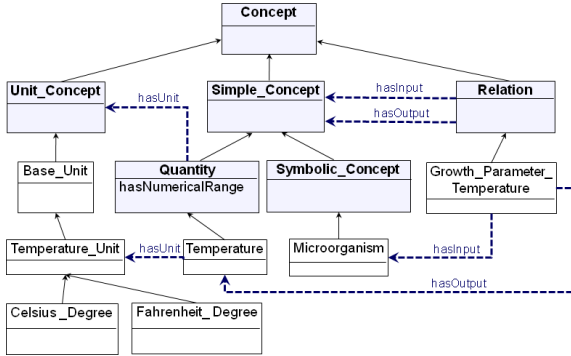 Concept
Unit_Concept
hasUnit
Simple_Concept
hasInput
hasOutput
Relation
Base_Unit
Quantity
hasNumericalRange
Symbolic_Concept
Growth_Parameter_
Temperature
Temperature_Unit
hasUnit
Temperature
Microorganism
hasInput
hasOutput
Celsius_Degree
Fahrenheit_Degree